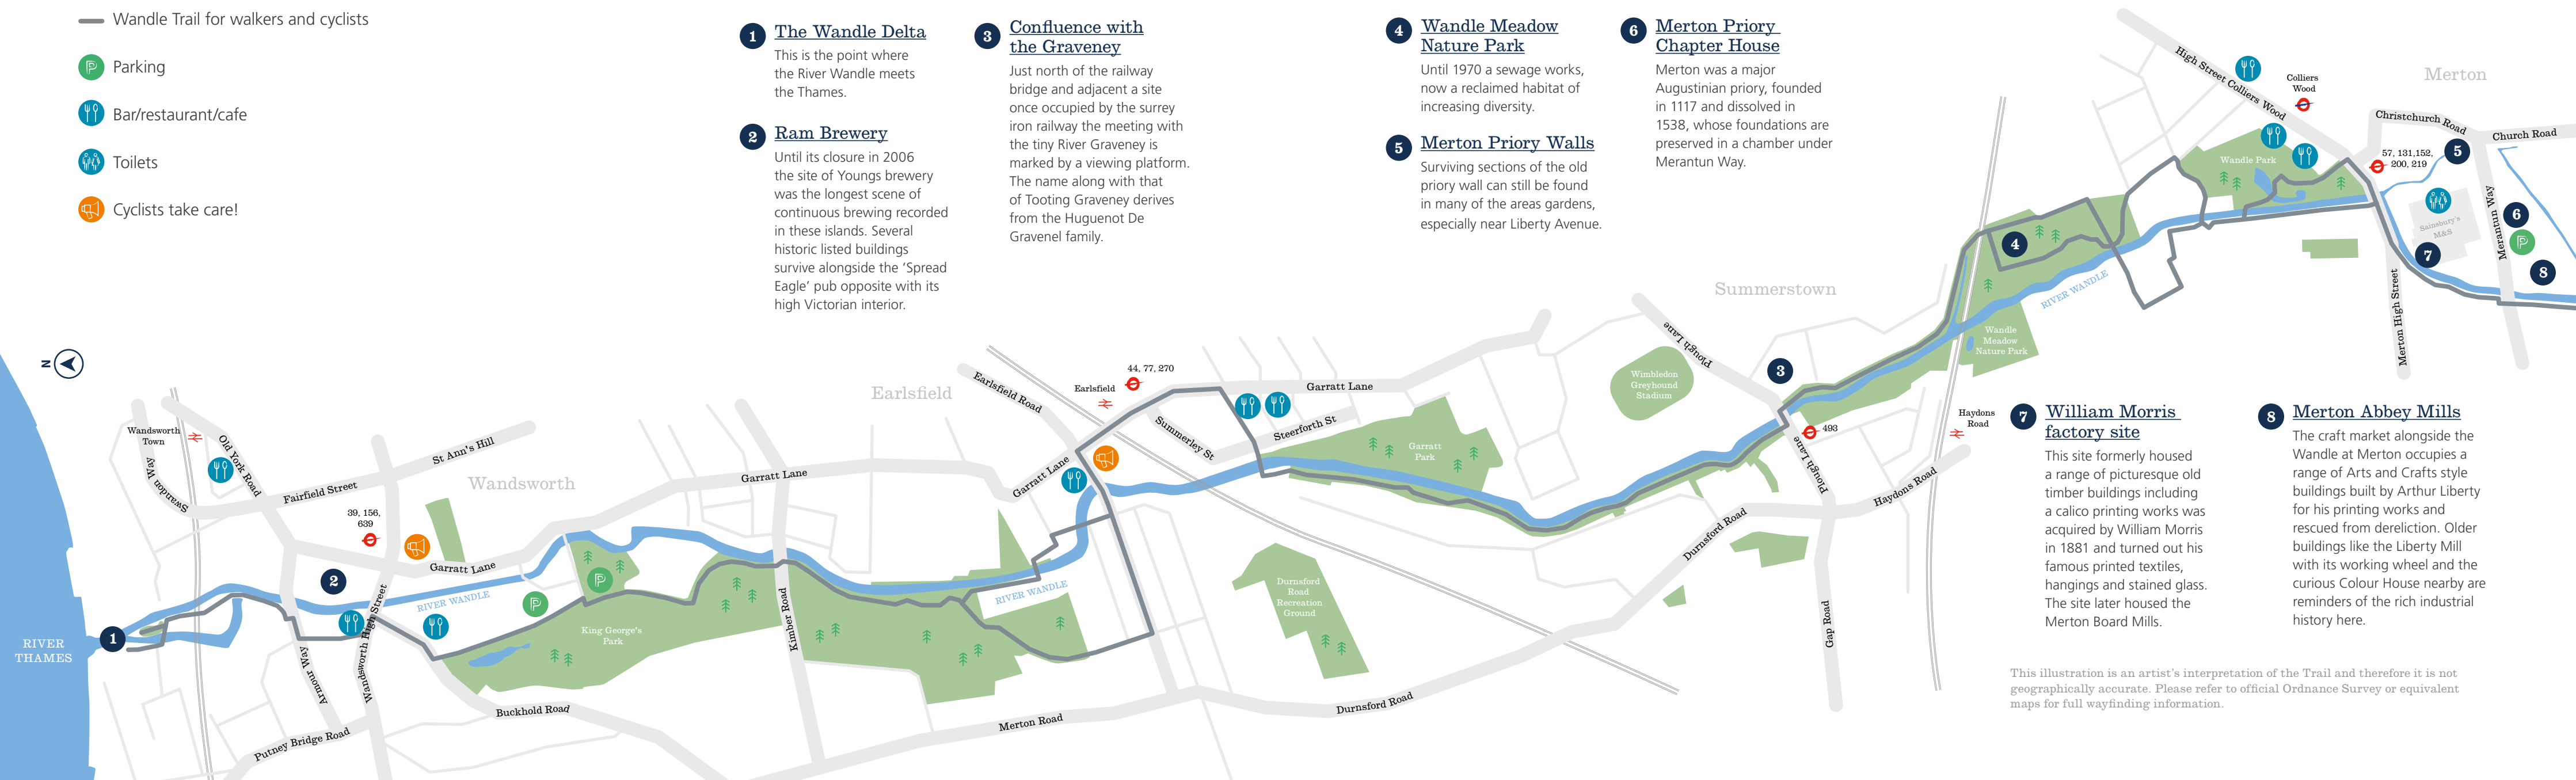 Wandle Trail for walkers and cyclists
Parking
Bar/restaurant/cafe
Toilets
Cyclists take care!
1
The Wandle Delta
This is the point where
the River Wandle meets
the Thames.
2
Ram Brewery
Until its closure in 2006
the site of Youngs brewery
was the longest scene of
continuous brewing recorded
in these islands. Several
historic listed buildings
survive alongside the ‘Spread
Eagle’ pub opposite with its
high Victorian interior.
3
Confluence with
the Graveney
Just north of the railway
bridge and adjacent a site
once occupied by the surrey
iron railway the meeting with
the tiny River Graveney is
marked by a viewing platform.
The name along with that
of Tooting Graveney derives
from the Huguenot De
Gravenel family.
4
Wandle Meadow
Nature Park
Until 1970 a sewage works,
now a reclaimed habitat of
increasing diversity.
5
Merton Priory Walls
Surviving sections of the old
priory wall can still be found
in many of the areas gardens,
especially near Liberty Avenue.
6
Merton Priory
Chapter House
Merton was a major
Augustinian priory, founded
in 1117 and dissolved in
1538, whose foundations are
preserved in a chamber under
Merantun Way.
7
William Morris
factory site
This site formerly housed
a range of picturesque old
timber buildings including
a calico printing works was
acquired by William Morris
in 1881 and turned out his
famous printed textiles,
hangings and stained glass.
The site later housed the
Merton Board Mills.
8
Merton Abbey Mills
The craft market alongside the
Wandle at Merton occupies a
range of Arts and Crafts style
buildings built by Arthur Liberty
for his printing works and
rescued from dereliction. Older
buildings like the Liberty Mill
with its working wheel and the
curious Colour House nearby are
reminders of the rich industrial
history here.
This illustration is an artist’s interpretation of the Trail and therefore it is not
geographically accurate. Please refer to official Ordnance Survey or equivalent
maps for full wayfinding information.
N
RIVER
THAMES
1
Wandsworth
Town
Swandon Way
Old York Road
Fairfield Street
St Ann's Hill
39, 156,
639
2
Wandsworth
Garratt Lane
RIVER WANDLE
Wandsworth High Street
Armour Way
Putney Bridge Road
Buckhold Road
King George's
Park
Kimber Road
Garratt Lane
Merton Road
Earlsfield
Earlsfield Road
Earlsfield
44, 77, 270
Garratt Lane
RIVER WANDLE
Summerley St
Steerforth St
Garratt Lane
Garratt
Park
Durnsford
Road
Recreation
Ground
Durnsford Road
Durnsford Road
Wimbledon
Greyhound
Stadium
Summerstown
Plough Lane
3
493
Plough Lane
Gap Road
Haydons Road
Haydons
Road
4
Wandle
Meadow
Nature Park
RIVER WANDLE
High Street Colliers Wood
Colliers
Wood
Wandle Park
Merton
Christchurch Road
Church Road
57, 131,152,
200, 219
5
Sainsbury's
M&S
Merantun Way
6
7
8
Merton High Street